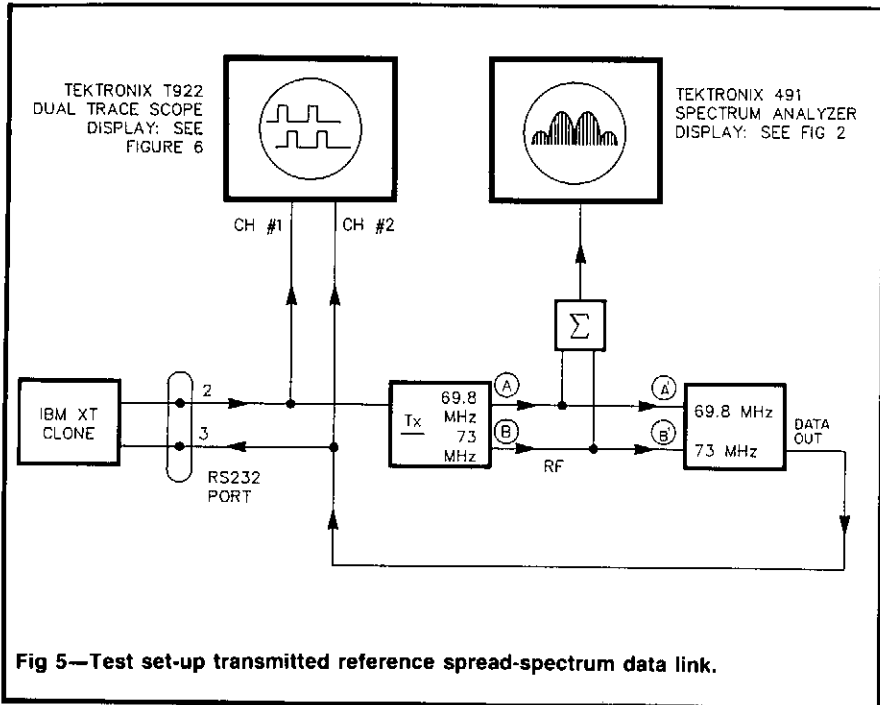 TEKTRONIX T922
DUAL TRACE SCOPE
DISPLAY: SEE
FIGURE 6
TEKTRONIX 491
SPECTRUM ANALYZER
DISPLAY: SEE FIG 2
CH #1
CH #2
Σ
IBM XT
CLONE
2
3
RS232
PORT
Tx
69.8
MHz
73
MHz
A
B
RF
A'
B'
69.8 MHz
73 MHz
DATA
OUT
Fig 5—Test set-up transmitted reference spread-spectrum data link.